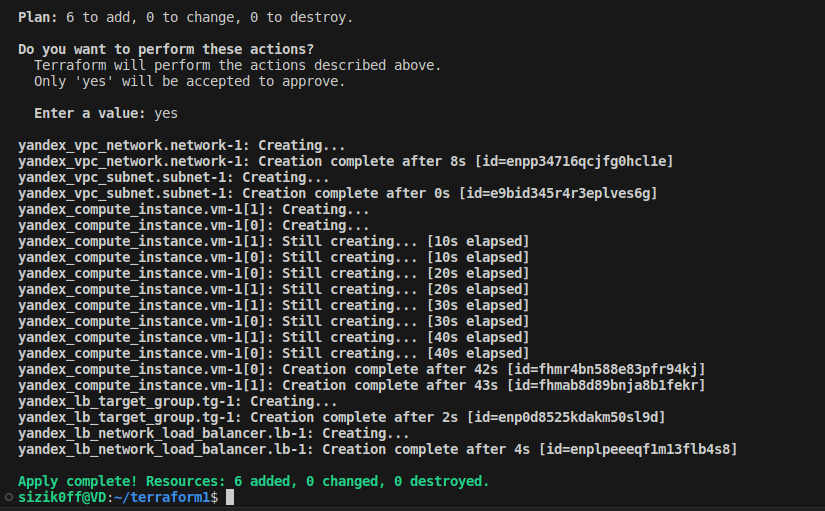 Plan: 6 to add, 0 to change, 0 to destroy.
Do you want to perform these actions?
Terraform will perform the actions described above.
Only 'yes' will be accepted to approve.
Enter a value: yes
yandex_vpc_network.network-1: Creating...
yandex_vpc_network.network-1: Creation complete after 8s [id=enpp34716qcjfg0hcl1e]
yandex_vpc_subnet.subnet-1: Creating...
yandex_vpc_subnet.subnet-1: Creation complete after 0s [id=e9bid345r4r3eplves6g]
yandex_compute_instance.vm-1[1]: Creating...
yandex_compute_instance.vm-1[0]: Creating...
yandex_compute_instance.vm-1[1]: Still creating... [10s elapsed]
yandex_compute_instance.vm-1[0]: Still creating... [10s elapsed]
yandex_compute_instance.vm-1[0]: Still creating... [20s elapsed]
yandex_compute_instance.vm-1[1]: Still creating... [20s elapsed]
yandex_compute_instance.vm-1[1]: Still creating... [30s elapsed]
yandex_compute_instance.vm-1[0]: Still creating... [30s elapsed]
yandex_compute_instance.vm-1[1]: Still creating... [40s elapsed]
yandex_compute_instance.vm-1[0]: Still creating... [40s elapsed]
yandex_compute_instance.vm-1[0]: Creation complete after 42s [id=fhmr4bn588e83pfr94kj]
yandex_compute_instance.vm-1[1]: Creation complete after 43s [id=fhmab8d89bnja8b1fekr]
yandex_lb_target_group.tg-1: Creating...
yandex_lb_target_group.tg-1: Creation complete after 2s [id=enp0d8525kdakm50sl9d]
yandex_lb_network_load_balancer.lb-1: Creating...
yandex_lb_network_load_balancer.lb-1: Creation complete after 4s [id=enplpeeeqf1m13flb4s8]
Apply complete! Resources: 6 added, 0 changed, 0 destroyed.
sizik0ff@VD:~/terraform1$